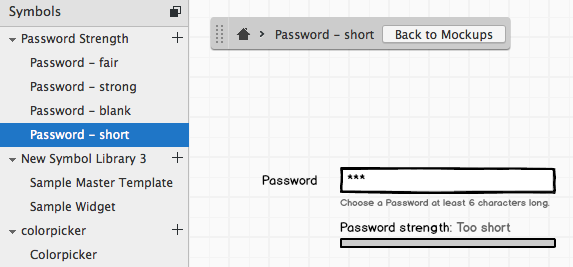 Symbols
Password Strength +
Password - fair
Password - strong
Password - blank
Password - short
New Symbol Library 3 +
Sample Master Template
Sample Widget
colorpicker +
Colorpicker
> Password - short Back to Mockups
Password ***
Choose a Password at least 6 characters long.
Password strength: Too short